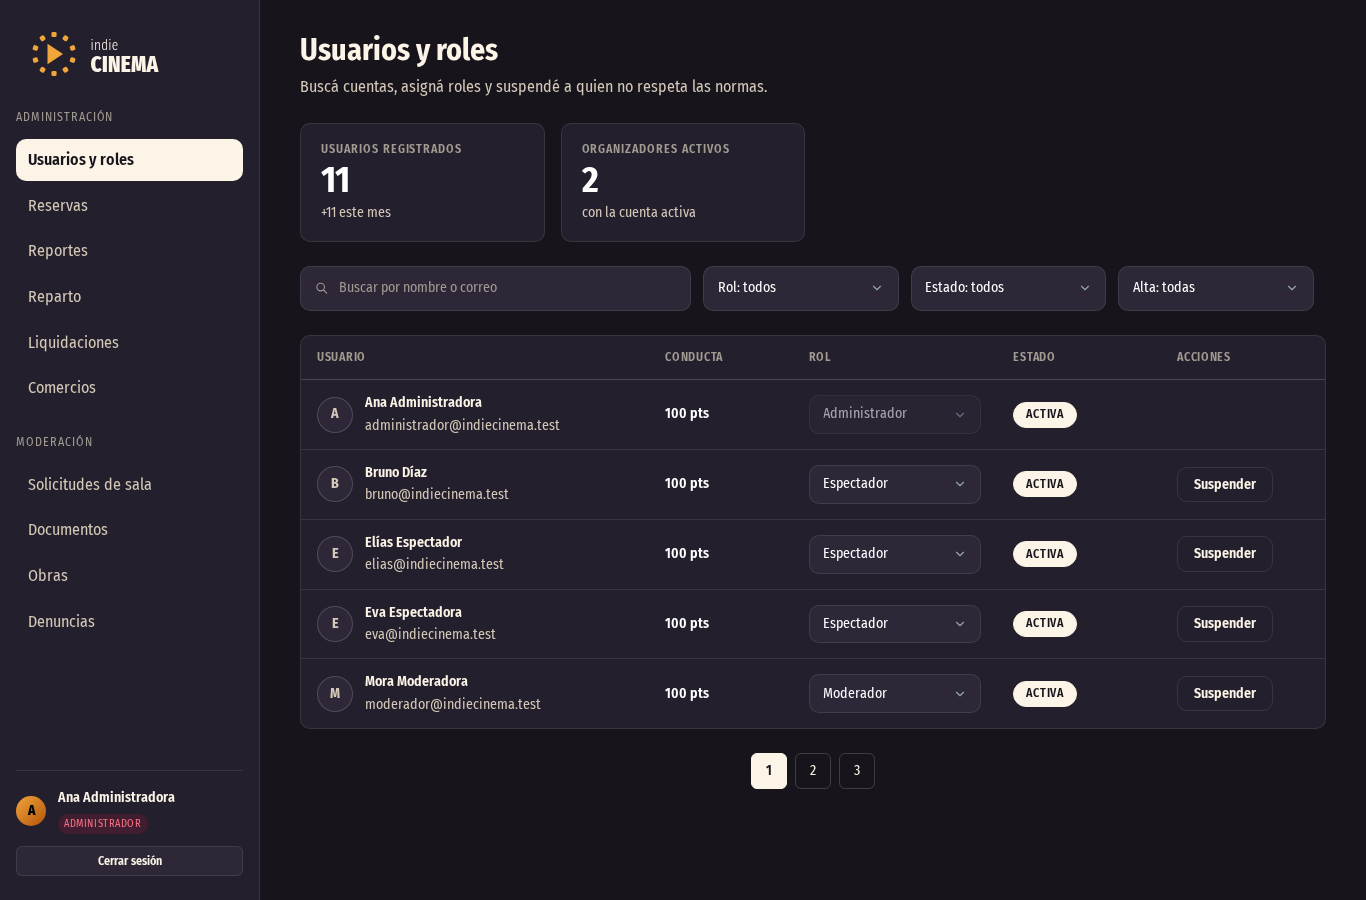 indie
CINEMA
ADMINISTRACIÓN
Usuarios y roles
Reservas
Reportes
Reparto
Liquidaciones
Comercios
MODERACIÓN
Solicitudes de sala
Documentos
Obras
Denuncias
A
Ana Administradora
ADMINISTRADOR
Cerrar sesión
Usuarios y roles
Buscá cuentas, asigná roles y suspendé a quien no respeta las normas.
USUARIOS REGISTRADOS
11
+11 este mes
ORGANIZADORES ACTIVOS
2
con la cuenta activa
Buscar por nombre o correo
Rol: todos
Estado: todos
Alta: todas
USUARIO CONDUCTA ROL ESTADO ACCIONES
A
Ana Administradora
administrador@indiecinema.test
100 pts
Administrador
ACTIVA
B
Bruno Díaz
bruno@indiecinema.test
100 pts
Espectador
ACTIVA
Suspender
E
Elías Espectador
elias@indiecinema.test
100 pts
Espectador
ACTIVA
Suspender
E
Eva Espectadora
eva@indiecinema.test
100 pts
Espectador
ACTIVA
Suspender
M
Mora Moderadora
moderador@indiecinema.test
100 pts
Moderador
ACTIVA
Suspender
1 2 3